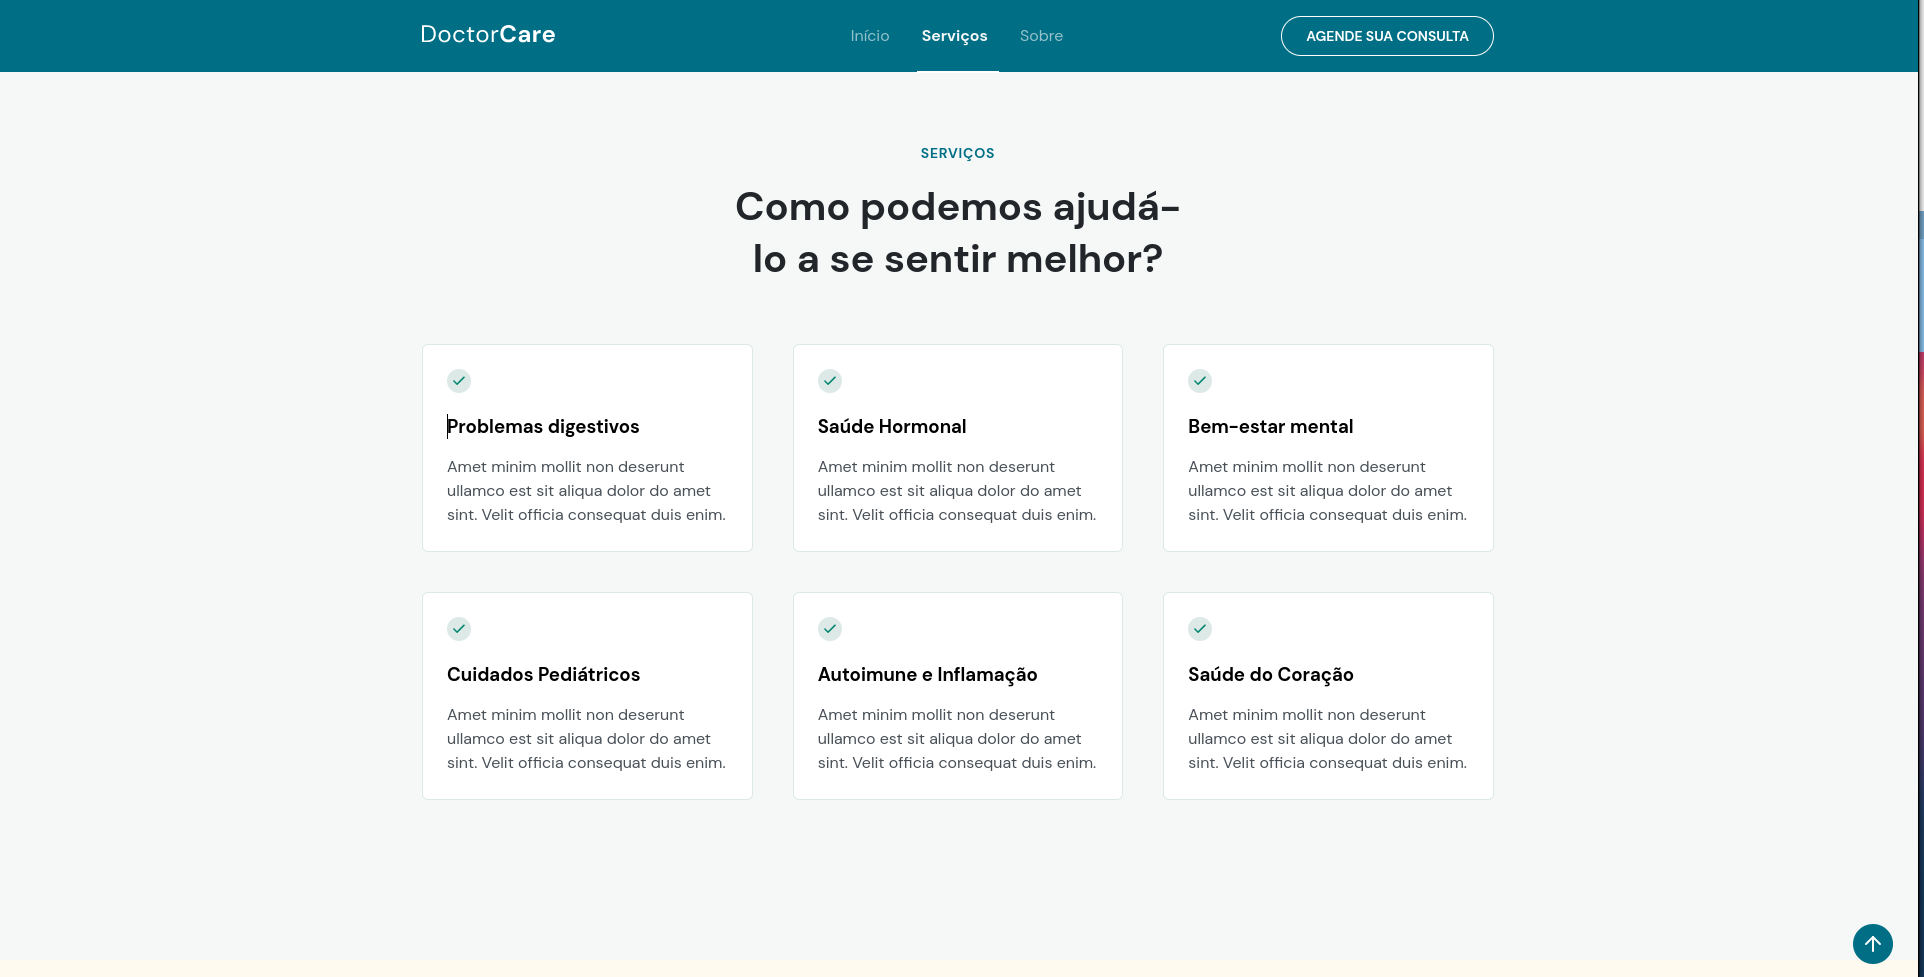 DoctorCare
Início Serviços Sobre
AGENDE SUA CONSULTA
SERVIÇOS
Como podemos ajudá-
lo a se sentir melhor?
Problemas digestivos
Amet minim mollit non deserunt
ullamco est sit aliqua dolor do amet
sint. Velit officia consequat duis enim.
Saúde Hormonal
Amet minim mollit non deserunt
ullamco est sit aliqua dolor do amet
sint. Velit officia consequat duis enim.
Bem-estar mental
Amet minim mollit non deserunt
ullamco est sit aliqua dolor do amet
sint. Velit officia consequat duis enim.
Cuidados Pediátricos
Amet minim mollit non deserunt
ullamco est sit aliqua dolor do amet
sint. Velit officia consequat duis enim.
Autoimune e Inflamação
Amet minim mollit non deserunt
ullamco est sit aliqua dolor do amet
sint. Velit officia consequat duis enim.
Saúde do Coração
Amet minim mollit non deserunt
ullamco est sit aliqua dolor do amet
sint. Velit officia consequat duis enim.